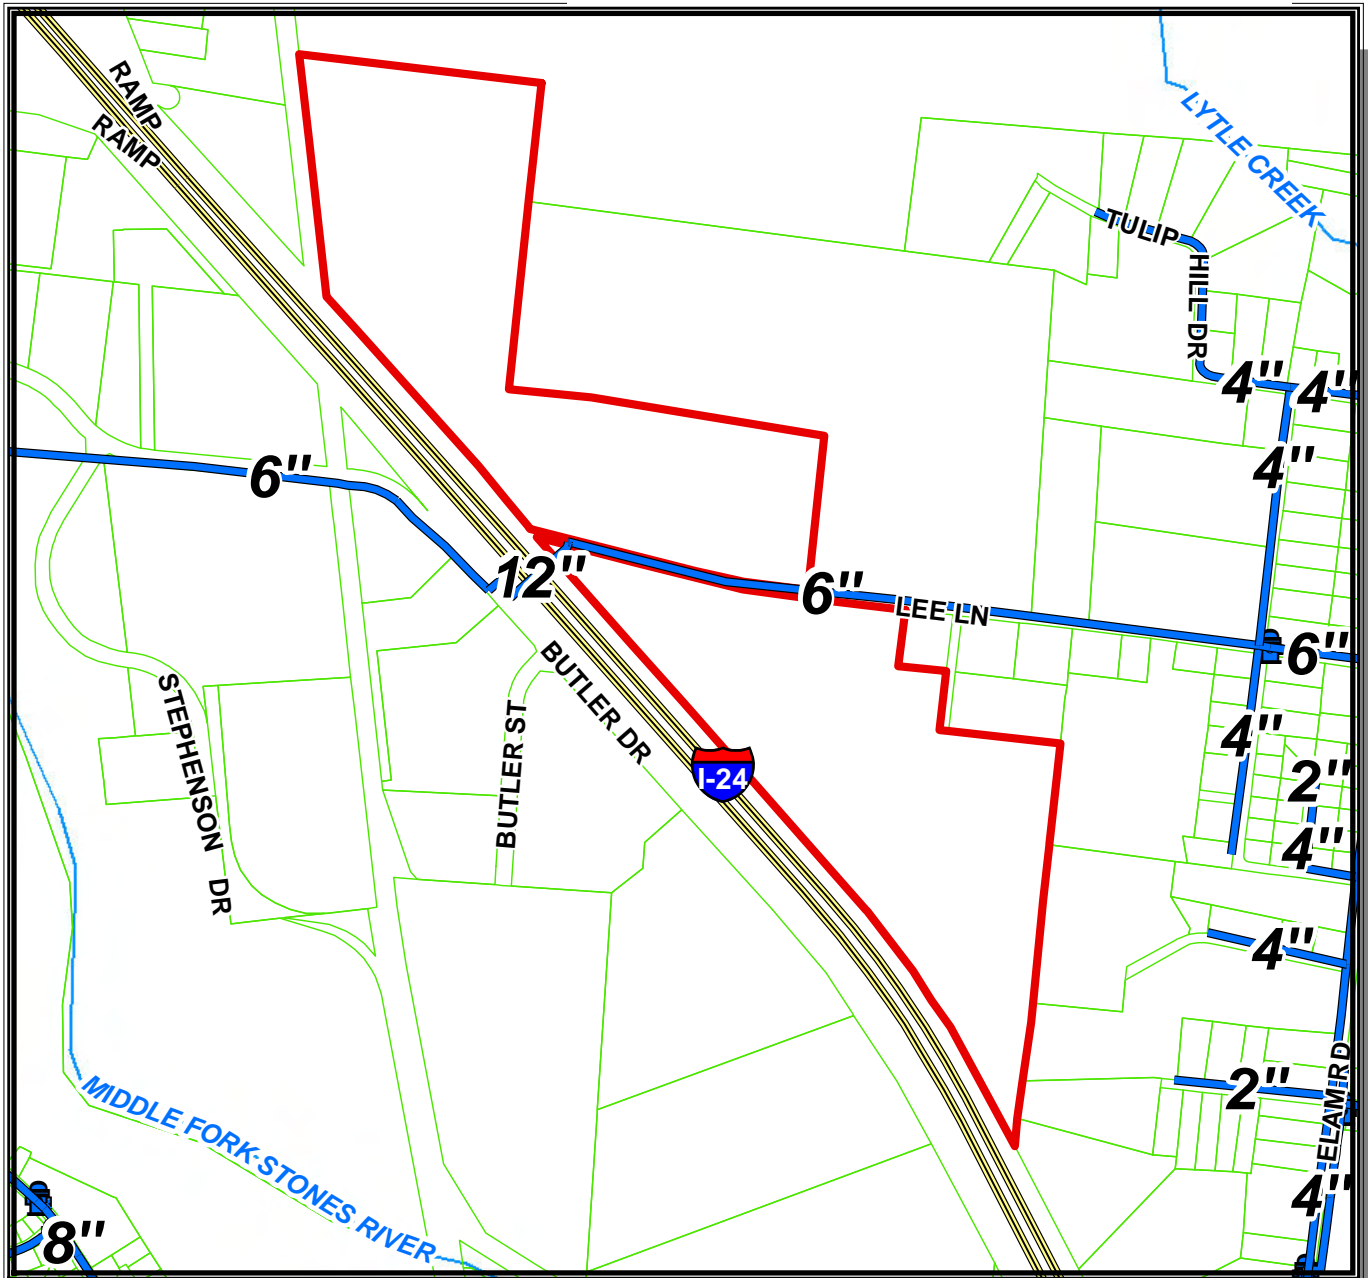 RAMP
RAMP
LYTLE CREEK
TULIP
HILL DR
4"
4"
4"
6"
12"
6"
LEE LN
6"
BUTLER DR
STEPHENSON DR
BUTLER ST
I-24
4"
2"
4"
4"
2"
ELAM RD
4"
MIDDLE FORK STONES RIVER
8"